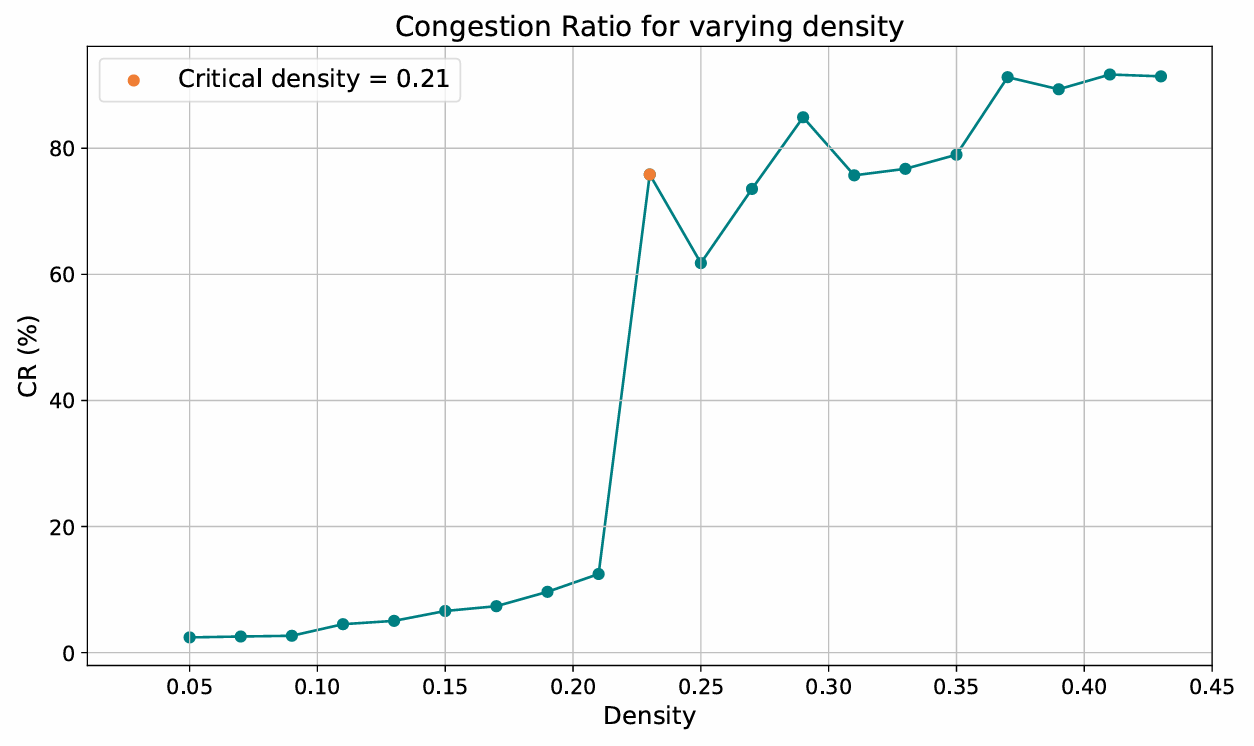 Congestion Ratio for varying density
Critical density = 0.21
CR (%)
80
60
40
20
0
0.05 0.10 0.15 0.20 0.25 0.30 0.35 0.40 0.45
Density